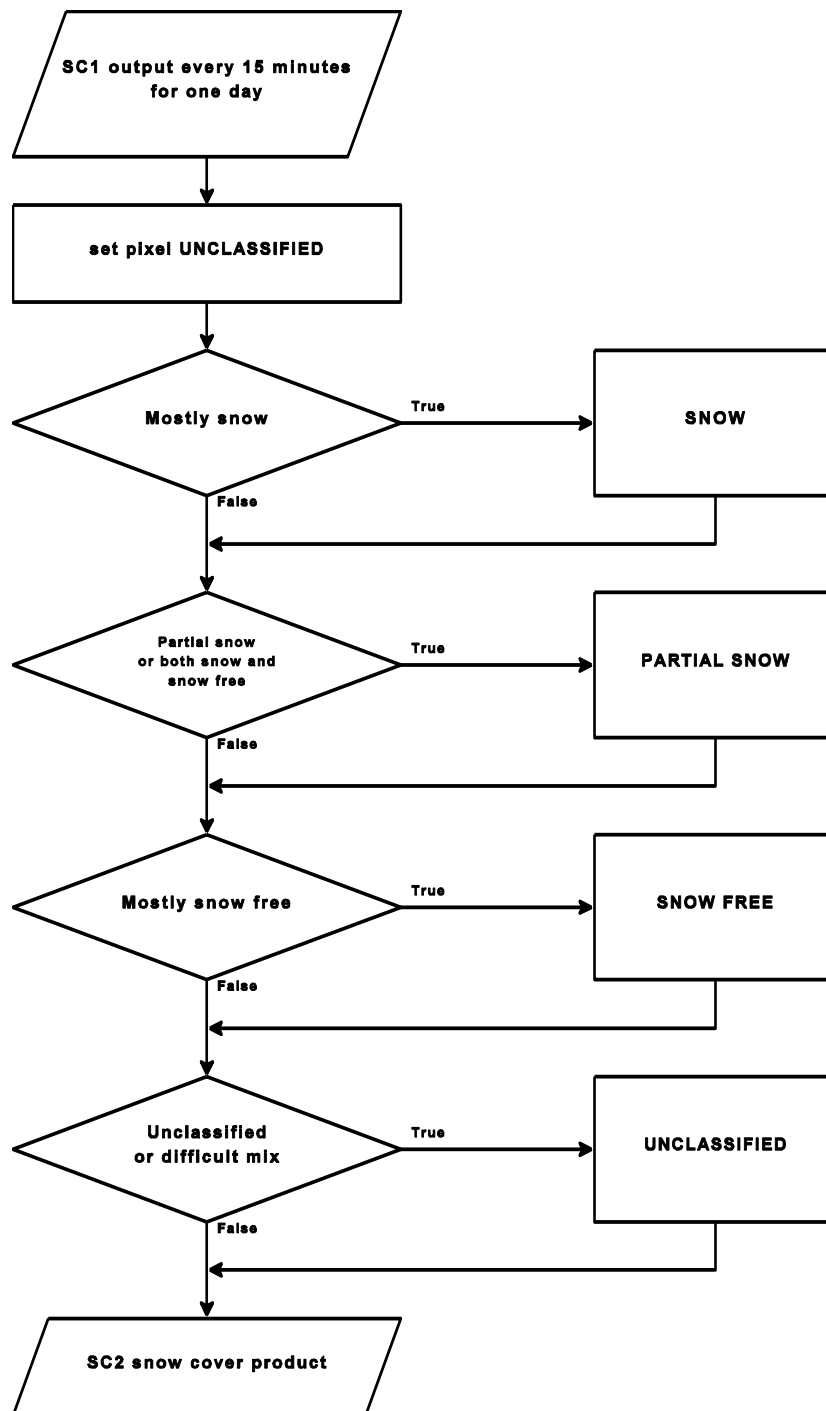 SC1 output every 15 minutes
for one day
set pixel UNCLASSIFIED
Mostly snow
True
SNOW
False
Partial snow
or both snow and
snow free
True
PARTIAL SNOW
False
Mostly snow free
True
SNOW FREE
False
Unclassified
or difficult mix
True
UNCLASSIFIED
False
SC2 snow cover product